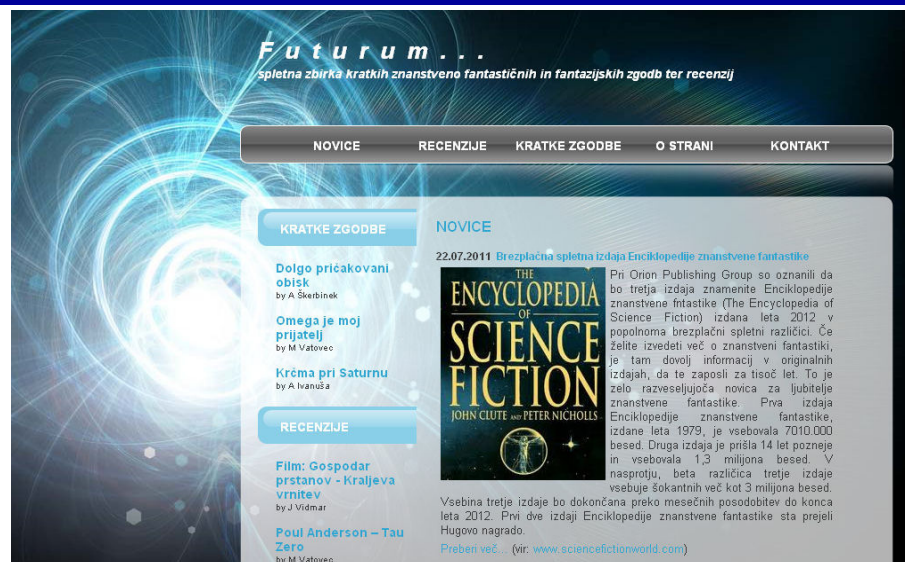 Futurum...
spletna zbirka kratkih znanstveno fantastičnih in fantazijskih zgodb ter recenzij
NOVICE RECENZIJE KRATKE ZGODBE O STRANI KONTAKT
KRATKE ZGODBE
Dolgo pričakovani
obisk
by A Škerbinek
Omega je moj
prijatelj
by M Vatovec
Krčma pri Saturnu
by A Ivanuša
RECENZIJE
Film: Gospodar
prstanov - Kraljeva
vrnitev
by J Vidmar
Poul Anderson – Tau
Zero
by M Vatovec
NOVICE
22.07.2011 Brezplačna spletna izdaja Enciklopedije znanstvene fantastike
THE
ENCYCLOPEDIA
OF
SCIENCE
FICTION
JOHN CLUTE AND PETER NICHOLLS
Pri Orion Publishing Group so oznanili da
bo tretja izdaja znamenite Enciklopedije
znanstvene fntastike (The Encyclopedia of
Science Fiction) izdana leta 2012 v
popolnoma brezplačni spletni različici. Če
želite izvedeti več o znanstveni fantastiki,
je tam dovolj informacij v originalnih
izdajah, da te zaposli za tisoč let. To je
zelo razveseljujoča novica za ljubitelje
znanstvene fantastike. Prva izdaja
Enciklopedije znanstvene fantastike,
izdane leta 1979, je vsebovala 7010.000
besed. Druga izdaja je prišla 14 let pozneje
in vsebovala 1,3 milijona besed. V
nasprotju, beta različica tretje izdaje
vsebuje šokantnih več kot 3 milijona besed.
Vsebina tretje izdaje bo dokončana preko mesečnih posodobitev do konca
leta 2012. Prvi dve izdaji Enciklopedije znanstvene fantastike sta prejeli
Hugovo nagrado.
Preberi več... (vir: www.sciencefictionworld.com)